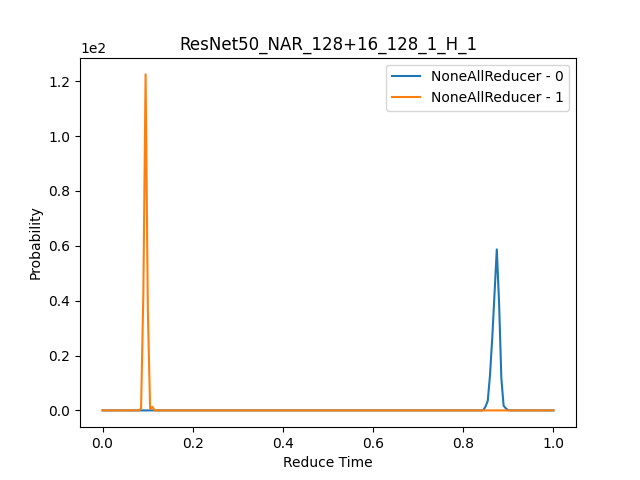 ResNet50_NAR_128+16_128_1_H_1
1e2
NoneAllReducer - 0
NoneAllReducer - 1
1.2
1.0
0.8
0.6
0.4
0.2
0.0
Probability
0.0 0.2 0.4 0.6 0.8 1.0
Reduce Time